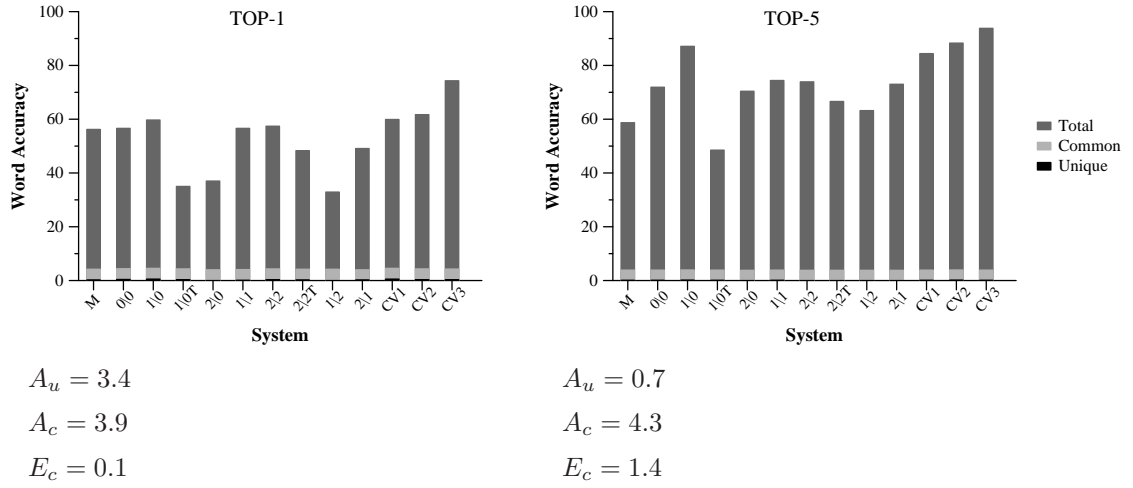 TOP-1
100
80
60
40
20
0
Word Accuracy
M 0|0 1|0 1|0T 2|0 1|1 2|2 2|2T 1|2 2|1 CV1 CV2 CV3
System
TOP-5
100
80
60
40
20
0
Word Accuracy
M 0|0 1|0 1|0T 2|0 1|1 2|2 2|2T 1|2 2|1 CV1 CV2 CV3
System
Total
Common
Unique
A_u = 3.4
A_c = 3.9
E_c = 0.1
A_u = 0.7
A_c = 4.3
E_c = 1.4